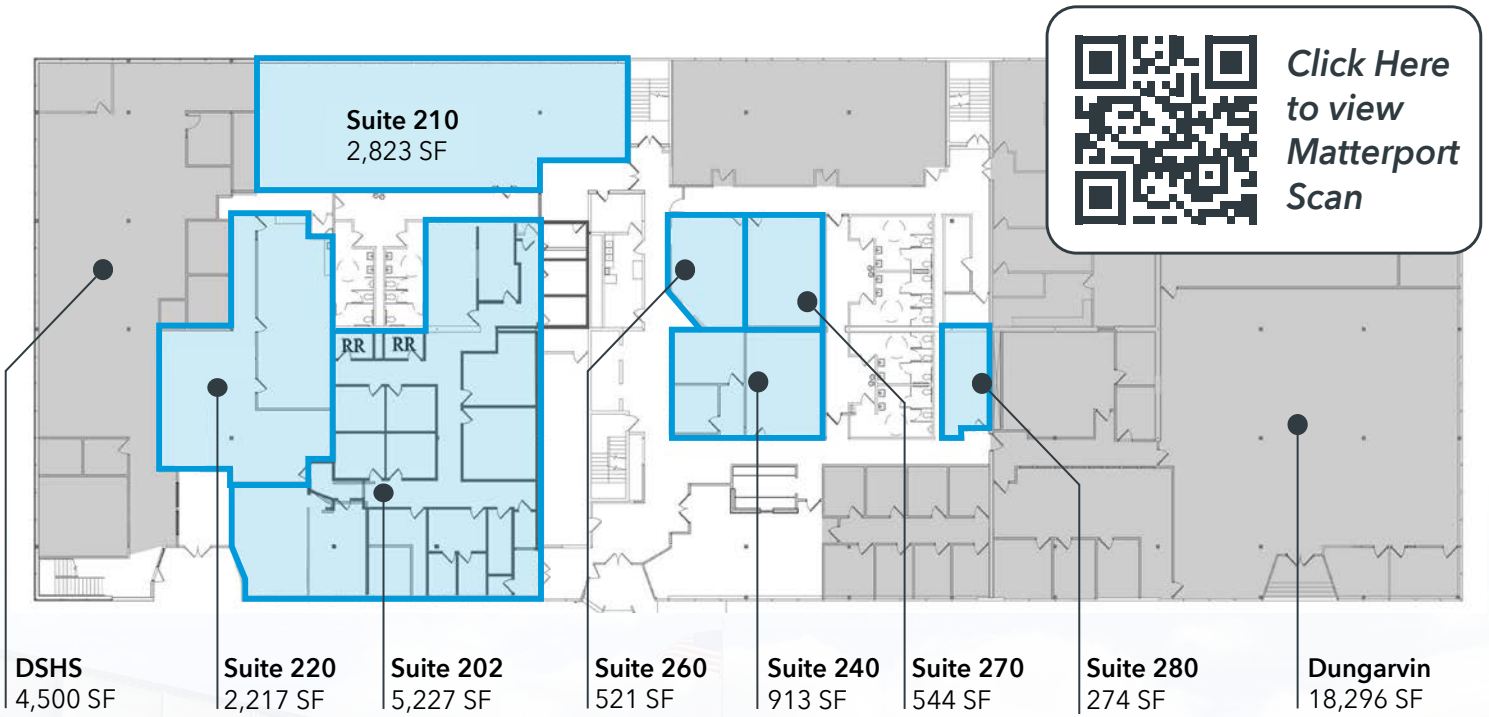 Click Here
to view
Matterport
Scan
Suite 210
2,823 SF
RR
RR
DSHS
4,500 SF
Suite 220
2,217 SF
Suite 202
5,227 SF
Suite 260
521 SF
Suite 240
913 SF
Suite 270
544 SF
Suite 280
274 SF
Dungarvin
18,296 SF